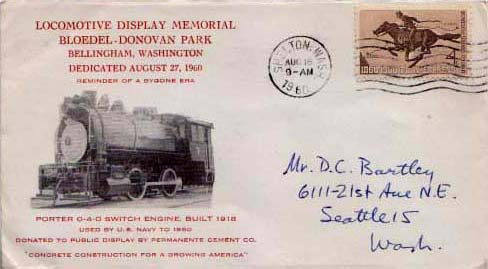 LOCOMOTIVE DISPLAY MEMORIAL
BLOEDEL-DONOVAN PARK
BELLINGHAM, WASHINGTON
DEDICATED AUGUST 27, 1960
REMINDER OF A BYGONE ERA
SHELTON, WASH.
AUG 18
9-AM
1960
Mr. D.C. Bartley
6111-21st Ave N.E.
Seattle 15
Wash.
PORTER 0-4-0 SWITCH ENGINE, BUILT 1918
USED BY U.S. NAVY TO 1950
DONATED TO PUBLIC DISPLAY BY PERMANENTE CEMENT CO.
"CONCRETE CONSTRUCTION FOR A GROWING AMERICA"